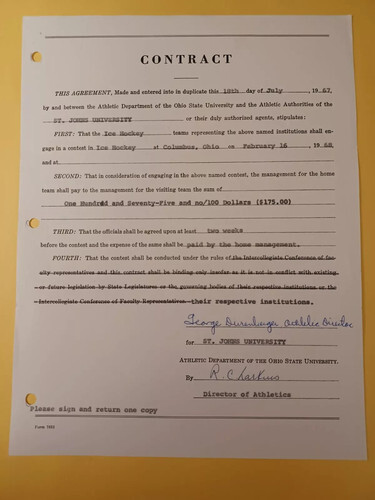 CONTRACT
THIS AGREEMENT, Made and entered into in duplicate this 18th day of July, 1967,
by and between the Athletic Department of the Ohio State University and the Athletic Authorities of the
ST. JOHNS UNIVERSITY or their duly authorized agents, stipulates:
FIRST: That the Ice Hockey teams representing the above named institutions shall en-
gage in a contest in Ice Hockey at Columbus, Ohio on February 16, 1968,
and at
SECOND: That in consideration of engaging in the above named contest, the management for the home
team shall pay to the management for the visiting team the sum of
One Hundred and Seventy-Five and no/100 Dollars ($175.00)
THIRD: That the officials shall be agreed upon at least two weeks
before the contest and the expense of the same shall be paid by the home management.
FOURTH: That the contest shall be conducted under the rules of the Intercollegiate Conference of fac-
ulty representatives and this contract shall be binding only insofar as it is not in conflict with existing
or future legislation by State Legislatures or the governing bodies of their respective institutions or the
Intercollegiate Conference of Faculty Representatives their respective institutions.
George Durenberger Athletic Director
for ST. JOHNS UNIVERSITY
ATHLETIC DEPARTMENT OF THE OHIO STATE UNIVERSITY.
By R. C. Larkins
Director of Athletics
Please sign and return one copy